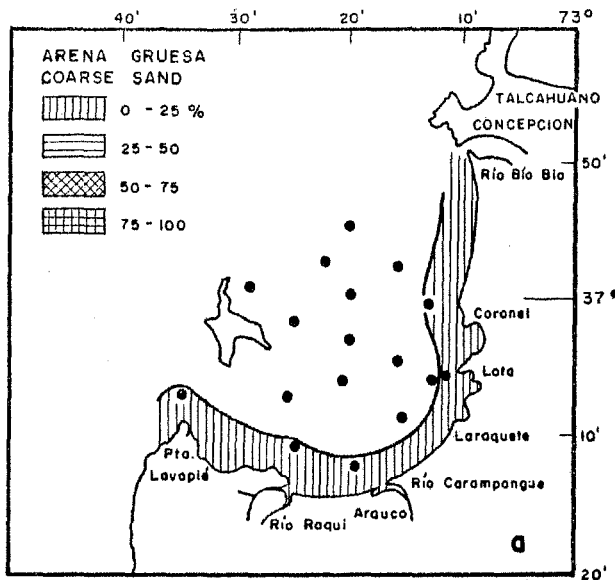 40' 30' 20' 10' 73°
ARENA GRUESA
COARSE SAND
0 - 25 %
25 - 50
50 - 75
75 - 100
TALCAHUANO
CONCEPCION
50'
Río Bío Bio
37°
Coronel
Lota
Laraquete
10'
Pta.
Lavapié
Río Carampangue
Arauco
Río Raqui
a
20'